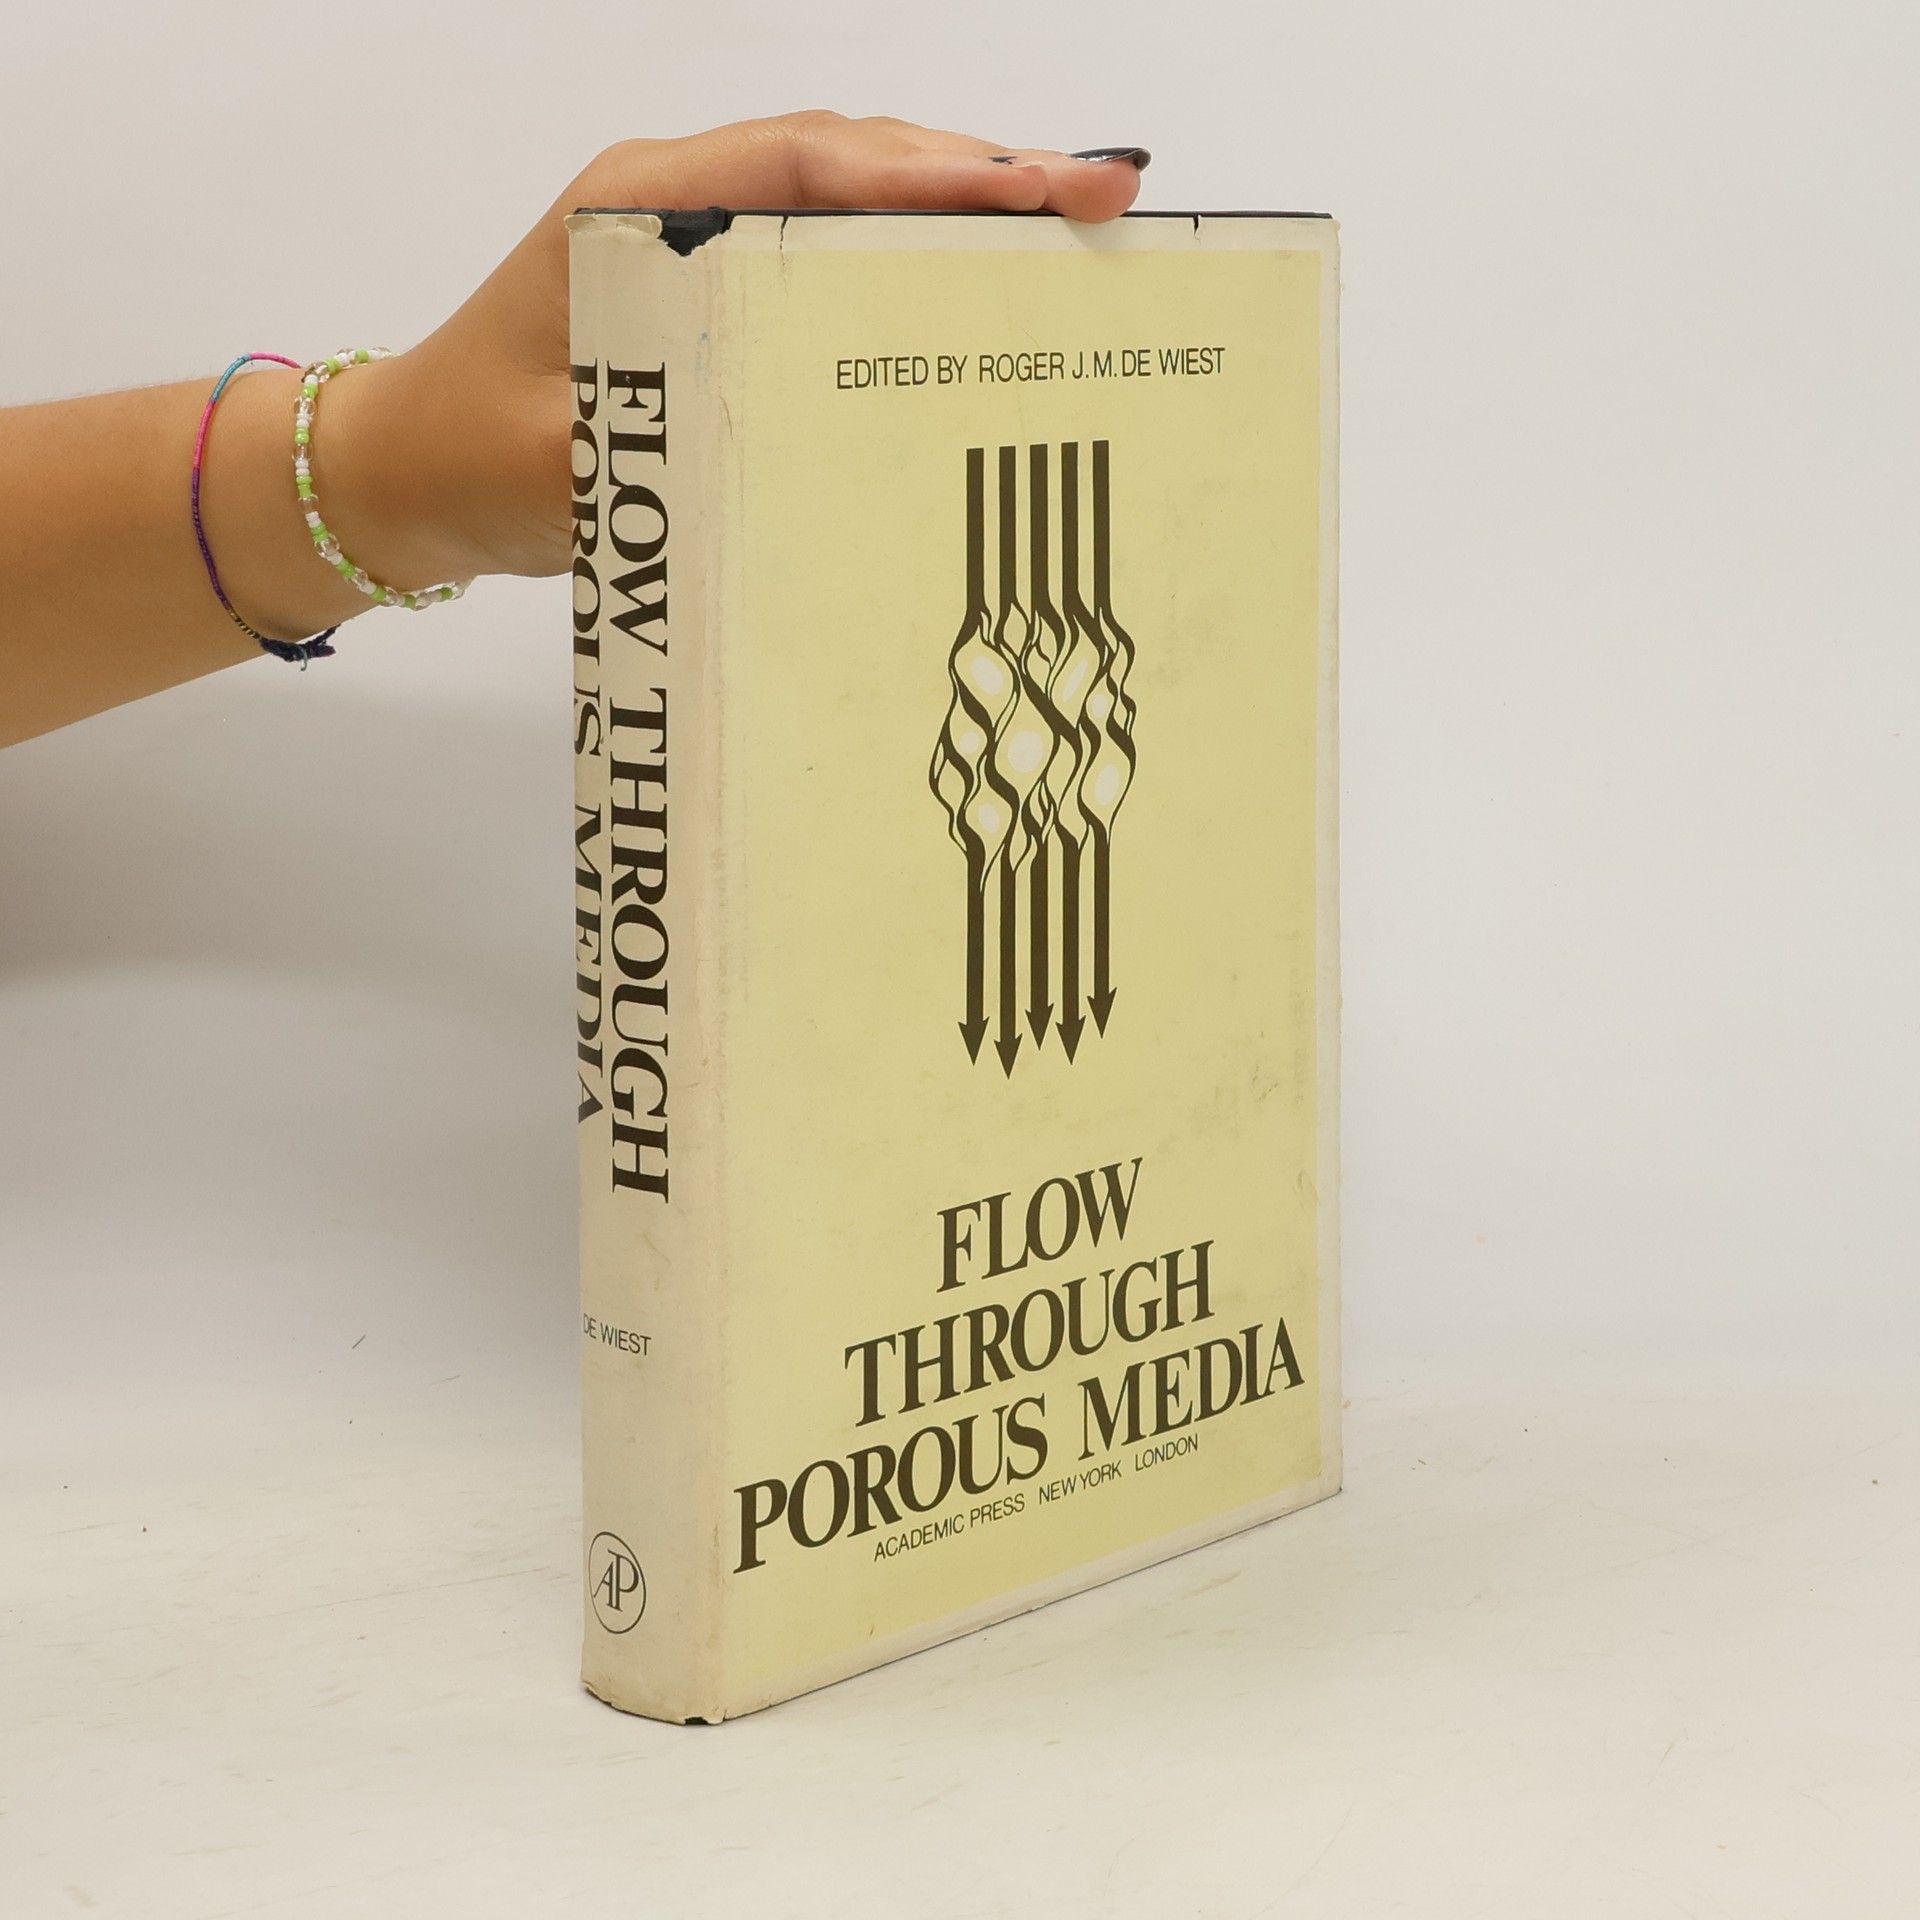 FLOW THROUGH
POROUS MEDIA
DE WIEST
AP
EDITED BY ROGER J. M. DE WIEST
FLOW
THROUGH
POROUS MEDIA
ACADEMIC PRESS NEW YORK LONDON